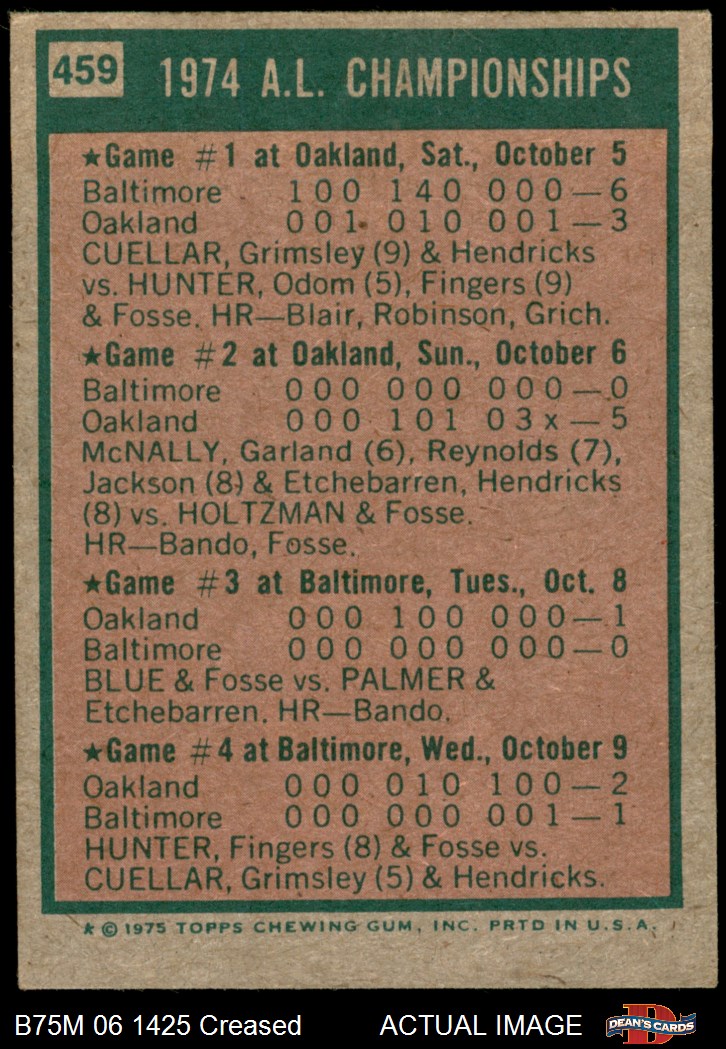 459
1974 A.L. CHAMPIONSHIPS
★Game #1 at Oakland, Sat., October 5
Baltimore 100 140 000—6
Oakland 001 010 001—3
CUELLAR, Grimsley (9) & Hendricks
vs. HUNTER, Odom (5), Fingers (9)
& Fosse. HR—Blair, Robinson, Grich.
★Game #2 at Oakland, Sun., October 6
Baltimore 000 000 000—0
Oakland 000 101 03x—5
McNALLY, Garland (6), Reynolds (7),
Jackson (8) & Etchebarren, Hendricks
(8) vs. HOLTZMAN & Fosse.
HR—Bando, Fosse.
★Game #3 at Baltimore, Tues., Oct. 8
Oakland 000 100 000—1
Baltimore 000 000 000—0
BLUE & Fosse vs. PALMER &
Etchebarren. HR—Bando.
★Game #4 at Baltimore, Wed., October 9
Oakland 000 010 100—2
Baltimore 000 000 001—1
HUNTER, Fingers (8) & Fosse vs.
CUELLAR, Grimsley (5) & Hendricks.
★ © 1975 TOPPS CHEWING GUM, INC. PRTD IN U.S.A.
B75M 06 1425 Creased ACTUAL IMAGE
DEAN'S CARDS